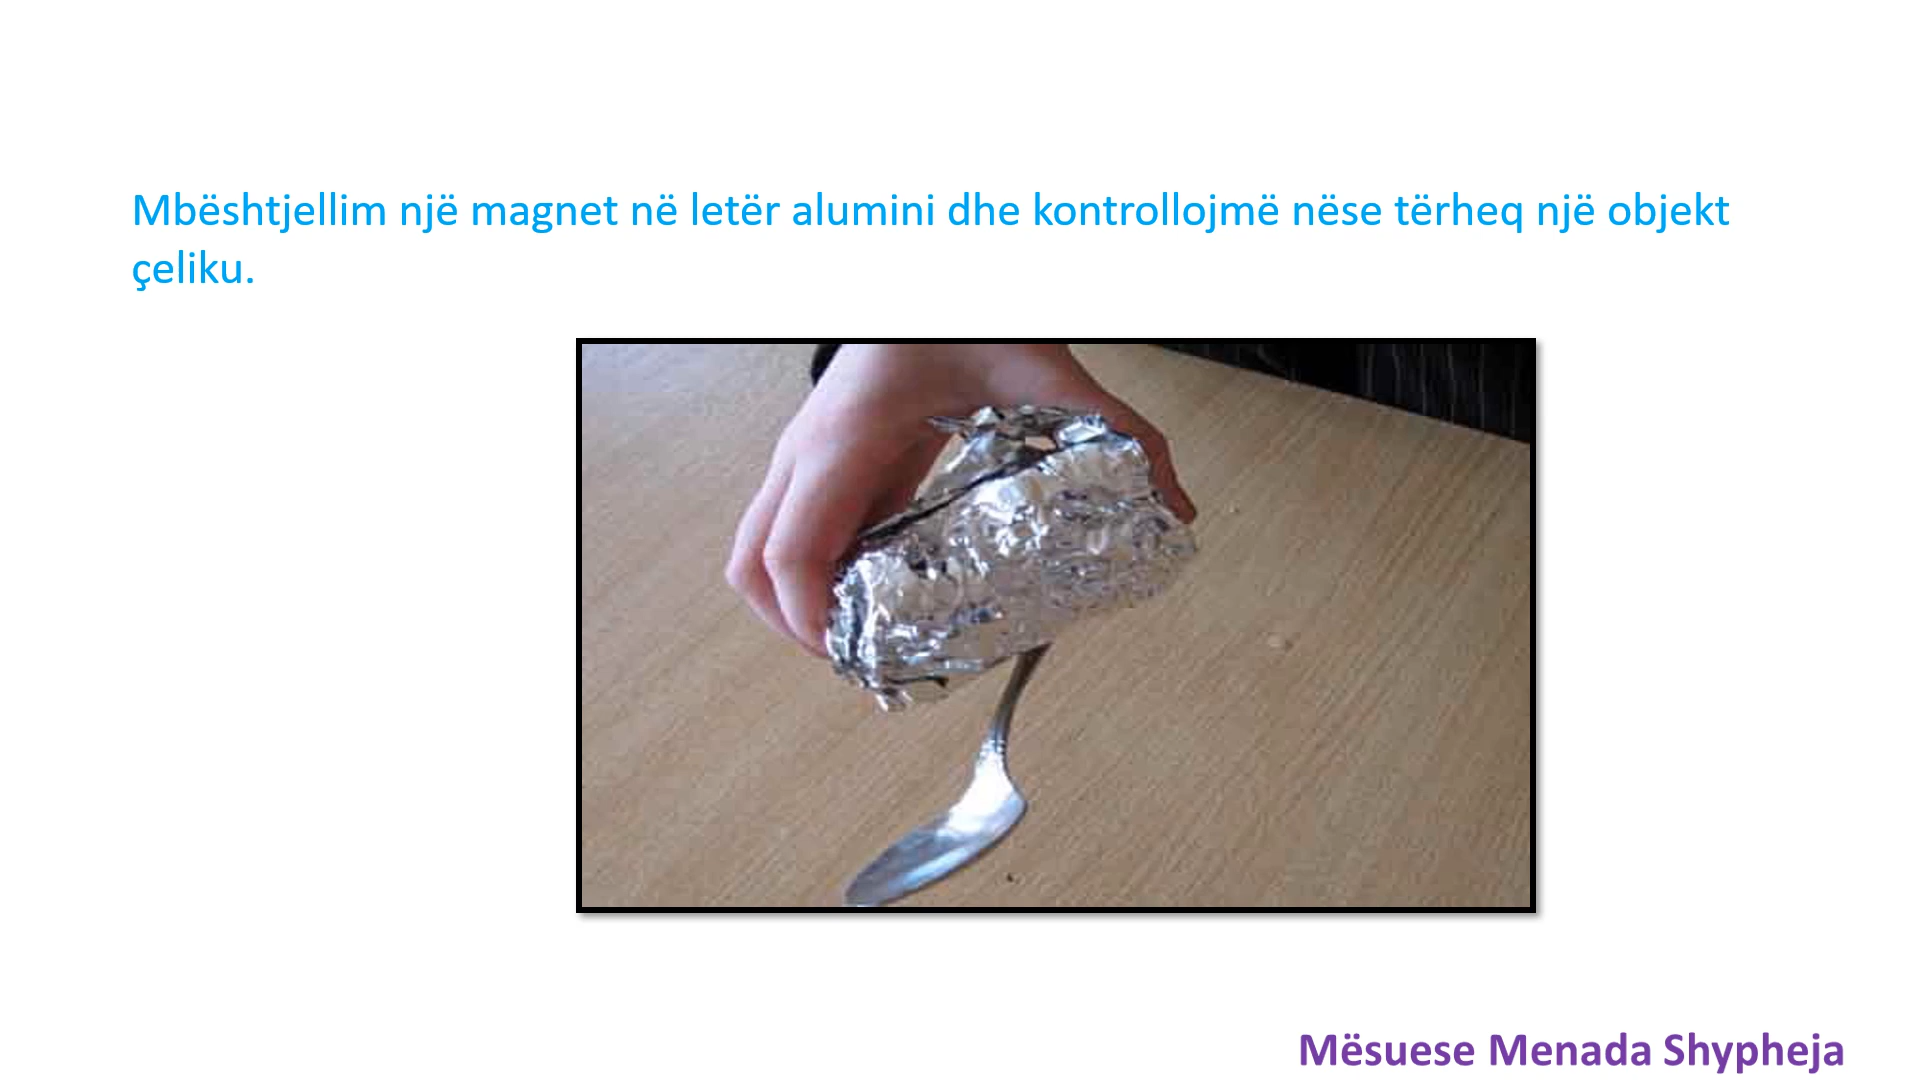 Mbështjellim një magnet në letër alumini dhe kontrollojmë nëse tërheq një objekt
çeliku.
Mësuese Menada Shypheja